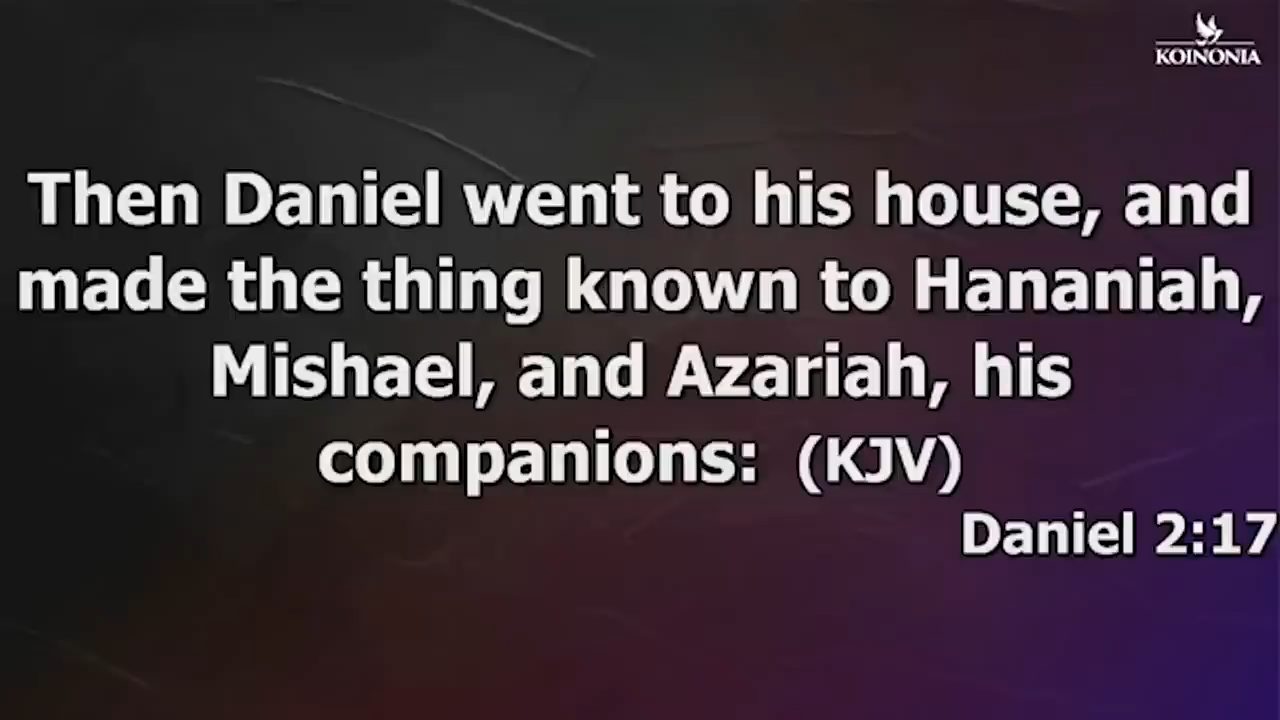 KOINONIA
Then Daniel went to his house, and
made the thing known to Hananiah,
Mishael, and Azariah, his
companions: (KJV)
Daniel 2:17